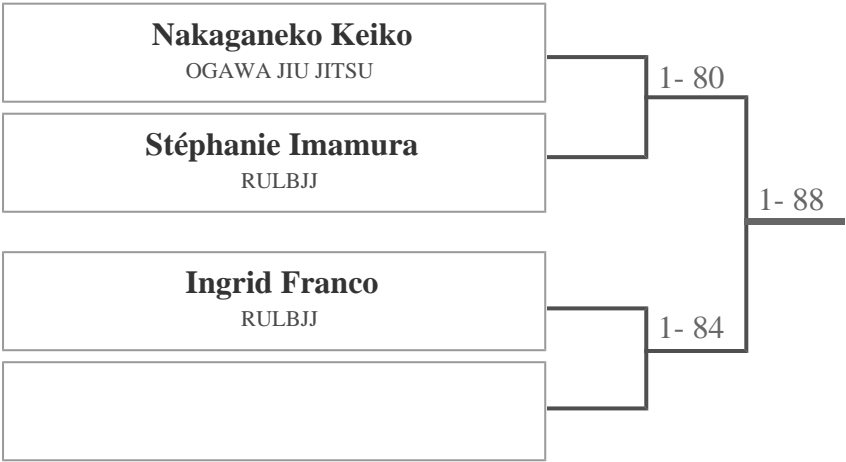 Nakaganeko Keiko
OGAWA JIU JITSU
1- 80
Stéphanie Imamura
RULBJJ
1- 88
Ingrid Franco
RULBJJ
1- 84